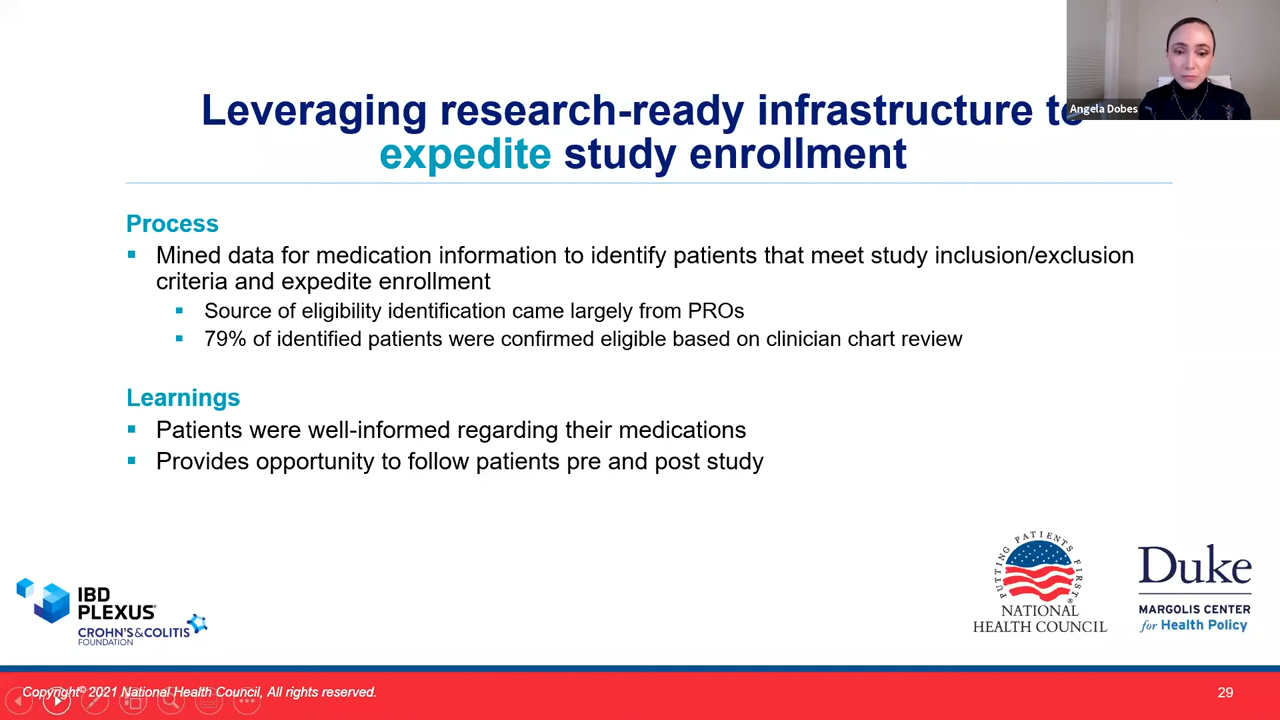 Angela Dobes
Leveraging research-ready infrastructure to
expedite study enrollment
Process
Mined data for medication information to identify patients that meet study inclusion/exclusion
criteria and expedite enrollment
Source of eligibility identification came largely from PROs
79% of identified patients were confirmed eligible based on clinician chart review
Learnings
Patients were well-informed regarding their medications
Provides opportunity to follow patients pre and post study
IBD
PLEXUS®
CROHN'S&COLITIS
FOUNDATION
PUTTING PATIENTS FIRST®
NATIONAL
HEALTH COUNCIL
Duke
MARGOLIS CENTER
for Health Policy
Copyright© 2021 National Health Council, All rights reserved.
29